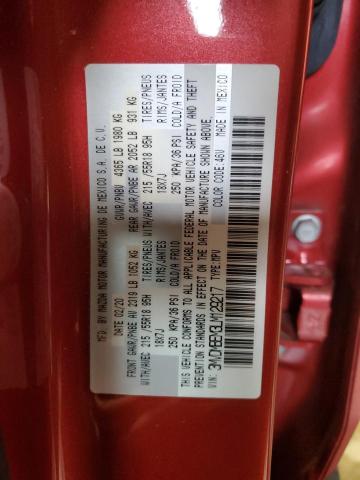 MFD. BY MAZDA MOTOR MANUFACTURING DE MEXICO S.A. DE C.V.
DATE: 02/20 GVWR/PNBV 4365 LB 1980 KG
FRONT GAWR/PNBE AV 2319 LB 1052 KG REAR GAWR/PNBE AR 2052 LB 931 KG
WITH/AVEC 215 /55R18 95H TIRES/PNEUS WITH/AVEC 215 /55R18 95H TIRES/PNEUS
18X7J RIMS/JANTES 18X7J RIMS/JANTES
250 KPA/36 PSI COLD/A FROID 250 KPA/36 PSI COLD/A FROID
THIS VEHICLE CONFORMS TO ALL APPLICABLE FEDERAL MOTOR VEHICLE SAFETY AND THEFT
PREVENTION STANDARDS IN EFFECT ON THE DATE OF MANUFACTURE SHOWN ABOVE.
COLOR CODE: 46V MADE IN MEXICO
TYPE: MPV